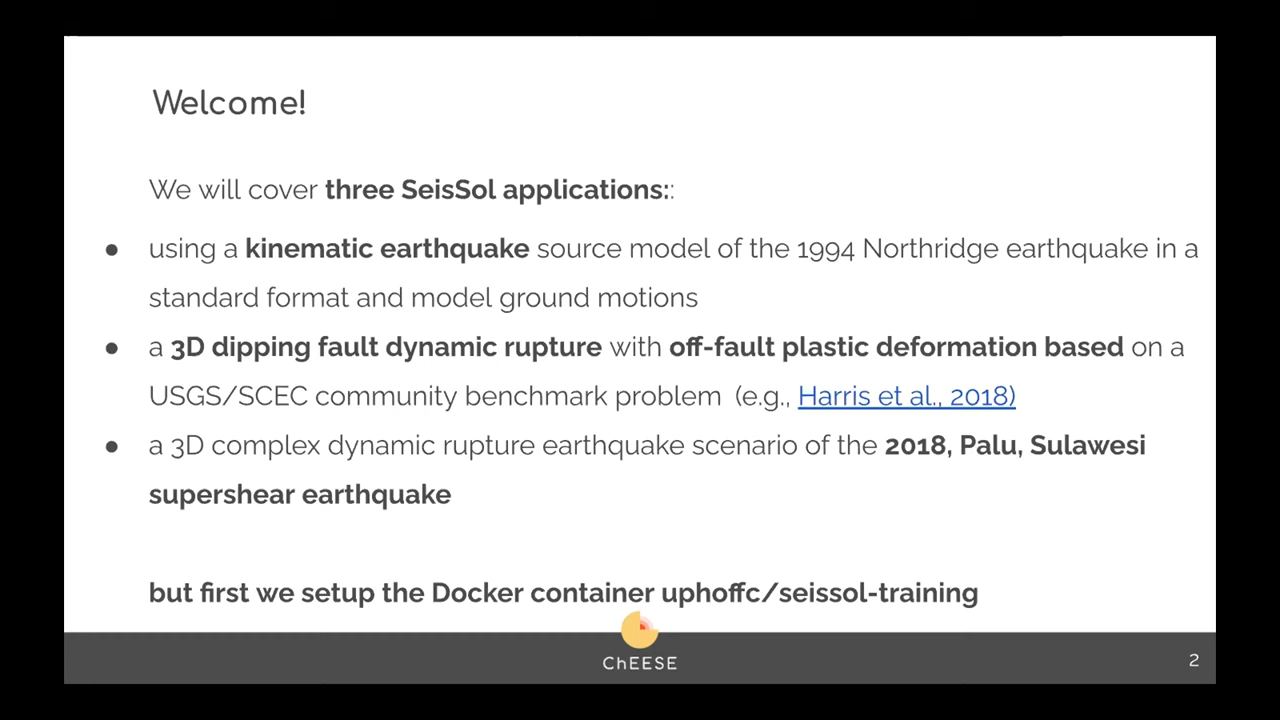 Welcome!
We will cover three SeisSol applications::
● using a kinematic earthquake source model of the 1994 Northridge earthquake in a
standard format and model ground motions
● a 3D dipping fault dynamic rupture with off-fault plastic deformation based on a
USGS/SCEC community benchmark problem (e.g., Harris et al., 2018)
● a 3D complex dynamic rupture earthquake scenario of the 2018, Palu, Sulawesi
supershear earthquake
but first we setup the Docker container uphoffc/seissol-training
ChEESE
2